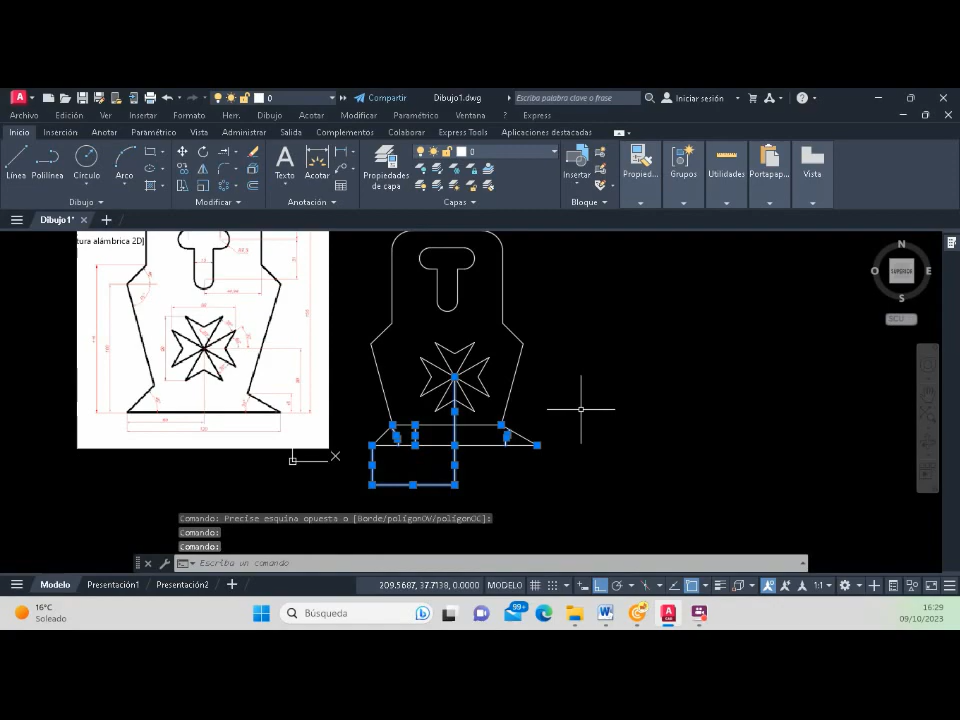 A CAD
0
Compartir
Dibujo1.dwg
Escriba palabra clave o frase
Iniciar sesión
Archivo Edición Ver Insertar Formato Herr. Dibujo Acotar Modificar Paramétrico Ventana ? Express
Inicio Inserción Anotar Paramétrico Vista Administrar Salida Complementos Colaborar Express Tools Aplicaciones destacadas
Línea Polilínea Círculo Arco
Texto Acotar
Propiedades de capa
0
Insertar
Propied... Grupos Utilidades Portapap... Vista
Dibujo Modificar Anotación Capas Bloque
Dibujo1*
tura alámbrica 2D]
N
O SUPERIOR E
S
SCU
120
Comando: Precise esquina opuesta o [Borde/polígonOV/polígonOC]:
Comando:
Comando:
Escriba un comando
Modelo Presentación1 Presentación2
209.5687, 37.7138, 0.0000 MODELO
1:1
16°C
Soleado
Búsqueda
99+
16:29
09/10/2023